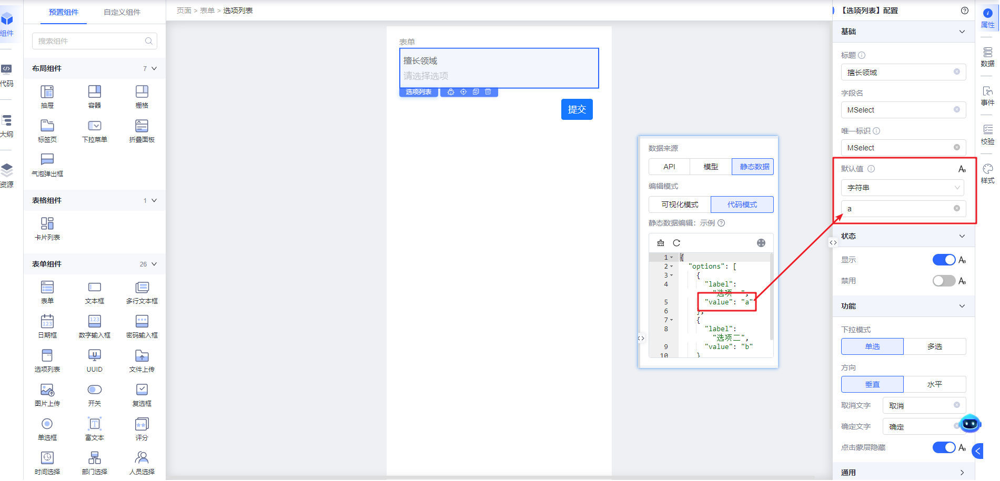 组件
代码
大纲
资源
预置组件
自定义组件
搜索组件
布局组件
7
抽屉
容器
栅格
标签页
下拉菜单
折叠面板
气泡弹出框
表格组件
1
卡片列表
表单组件
26
表单
文本框
多行文本框
日期框
数字输入框
密码输入框
选项列表
UUID
文件上传
图片上传
开关
复选框
单选框
富文本
评分
时间选择
部门选择
人员选择
页面 > 表单 > 选项列表
表单
擅长领域
请选择选项
选项列表
提交
数据来源
API
模型
静态数据
编辑模式
可视化模式
代码模式
静态数据编辑：示例
1
{
2
"options": [
3
{
4
"label":
"选项一",
5
"value": "a"
6
},
7
{
8
"label":
"选项二",
9
"value": "b"
10
}
【选项列表】配置
基础
标题
擅长领域
字段名
MSelect
唯一标识
MSelect
默认值
字符串
a
状态
显示
禁用
功能
下拉模式
单选
多选
方向
垂直
水平
取消文字
取消
确定文字
确定
点击蒙层隐藏
通用
属性
数据
事件
校验
样式